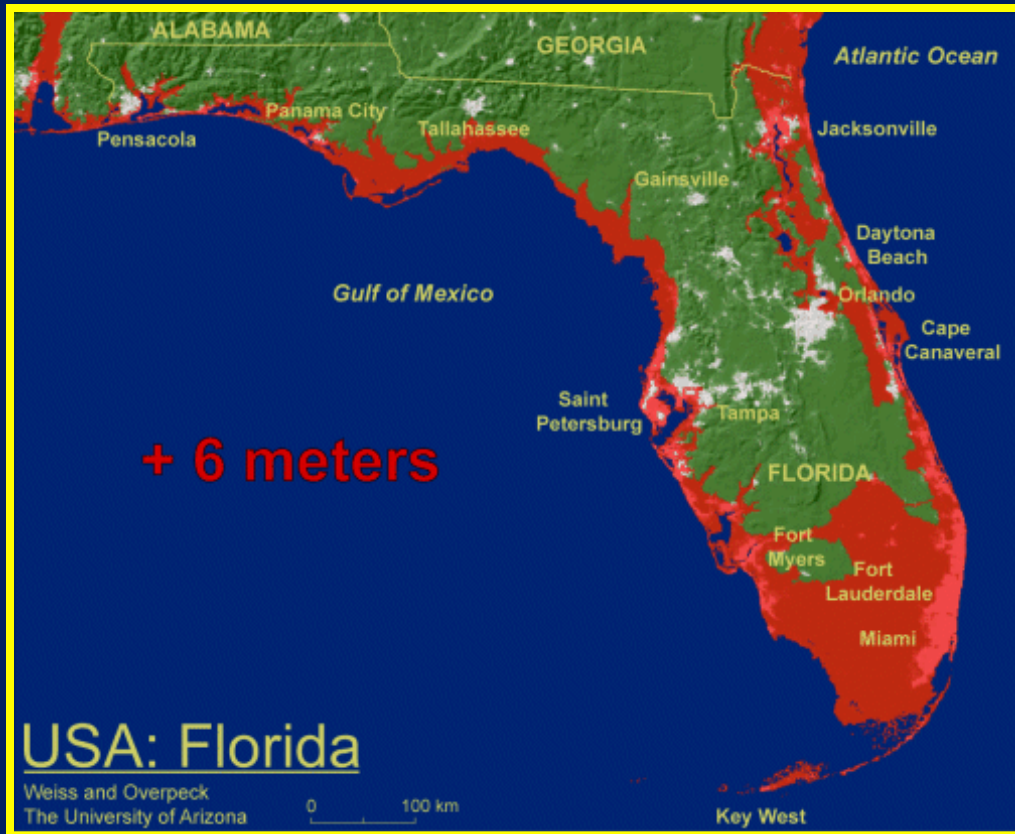 ALABAMA
GEORGIA
Atlantic Ocean
Panama City
Pensacola
Tallahassee
Jacksonville
Gainsville
Daytona
Beach
Gulf of Mexico
Orlando
Cape
Canaveral
Saint
Petersburg
Tampa
+ 6 meters
FLORIDA
Fort
Myers
Fort
Lauderdale
Miami
USA: Florida
Weiss and Overpeck
The University of Arizona
0 100 km
Key West